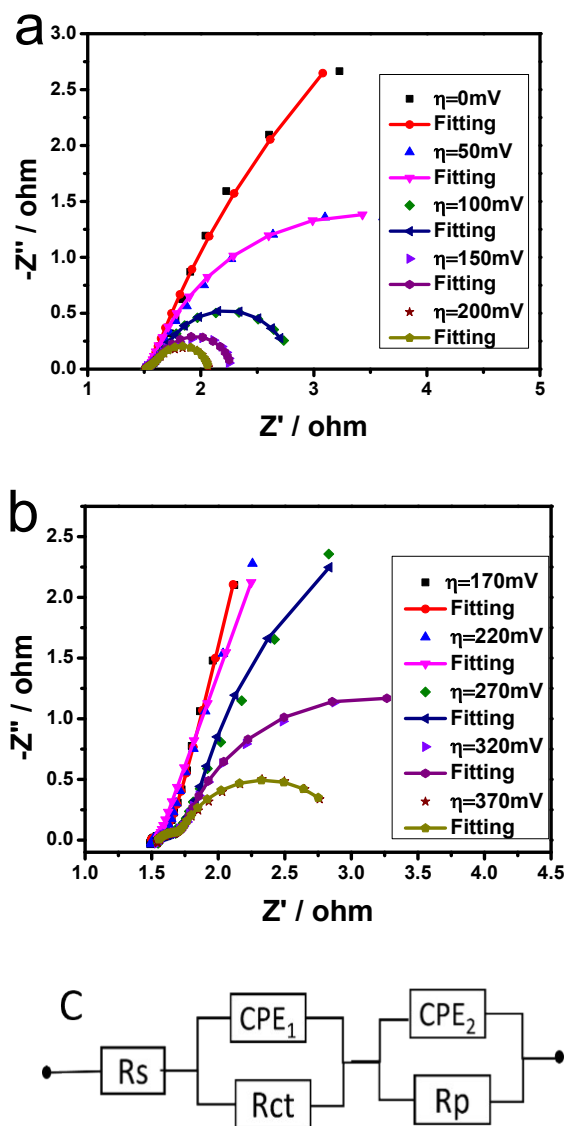 a
3.0
2.5
2.0
1.5
1.0
0.5
0.0
-Z'' / ohm
1 2 3 4 5
Z' / ohm
η=0mV
Fitting
η=50mV
Fitting
η=100mV
Fitting
η=150mV
Fitting
η=200mV
Fitting
b
2.5
2.0
1.5
1.0
0.5
0.0
-Z'' / ohm
1.0 1.5 2.0 2.5 3.0 3.5 4.0 4.5
Z' / ohm
η=170mV
Fitting
η=220mV
Fitting
η=270mV
Fitting
η=320mV
Fitting
η=370mV
Fitting
C
CPE1 CPE2
Rs
Rct Rp